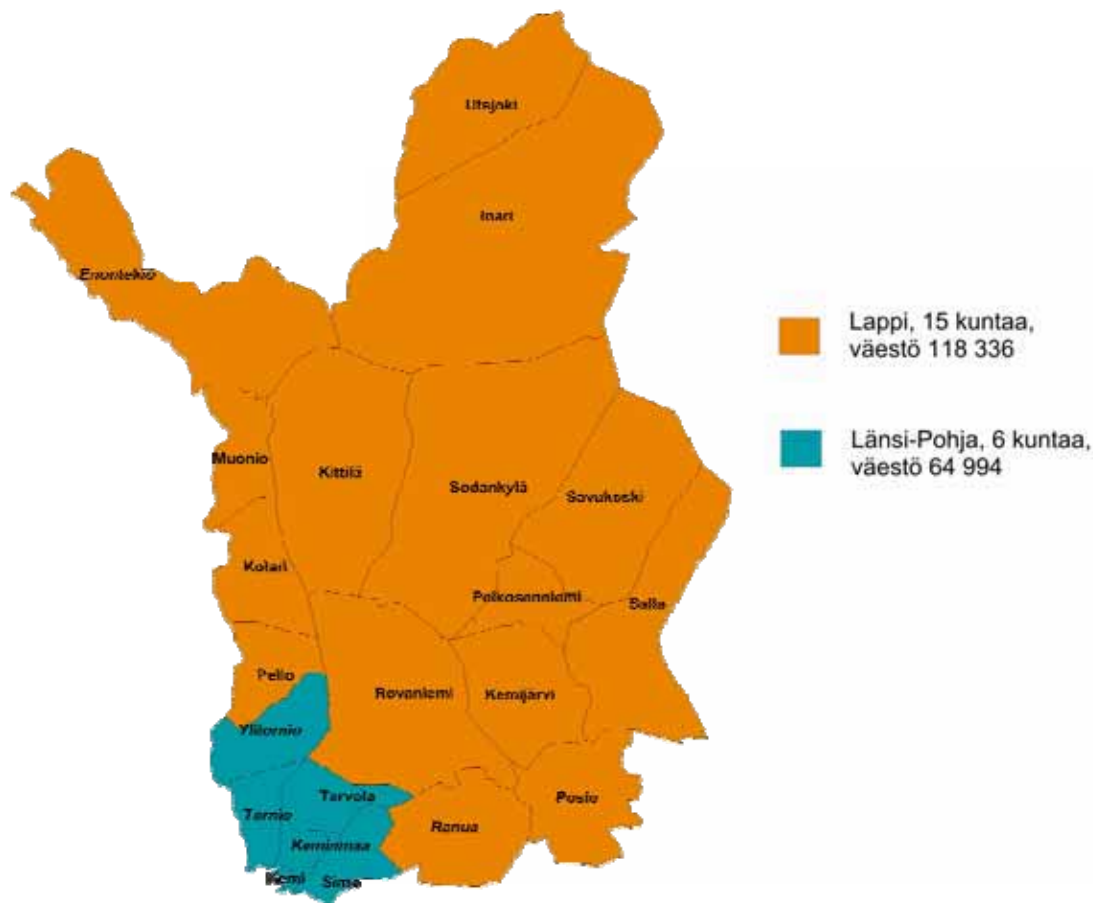 Utsjoki
Inari
Enontekiö
Lappi, 15 kuntaa,
väestö 118 336
Länsi-Pohja, 6 kuntaa,
väestö 64 994
Muonio
Kittilä
Sodankylä
Savukoski
Kolari
Pelkosenniemi
Salla
Pello
Rovaniemi
Kemijärvi
Ylitornio
Tervola
Posio
Tornio
Ranua
Keminmaa
Kemi
Simo